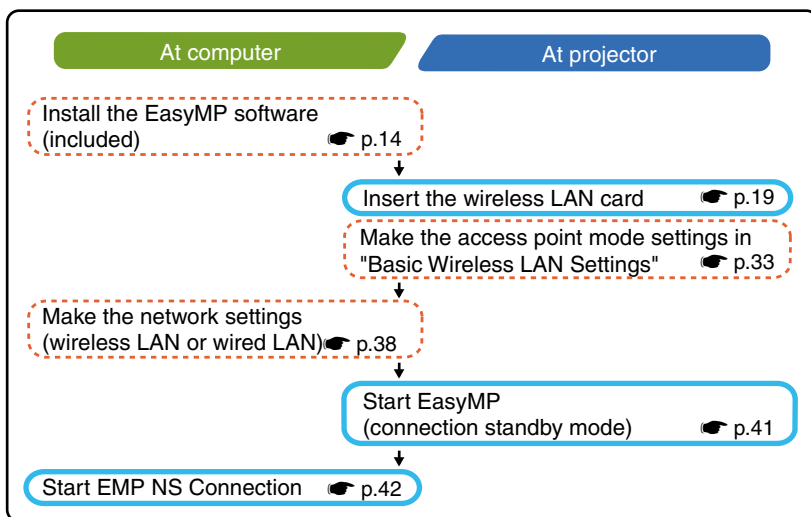 At computer
At projector
Install the EasyMP software
(included) ☛ p.14
Insert the wireless LAN card ☛ p.19
Make the access point mode settings in
"Basic Wireless LAN Settings" ☛ p.33
Make the network settings
(wireless LAN or wired LAN) ☛ p.38
Start EasyMP
(connection standby mode) ☛ p.41
Start EMP NS Connection ☛ p.42